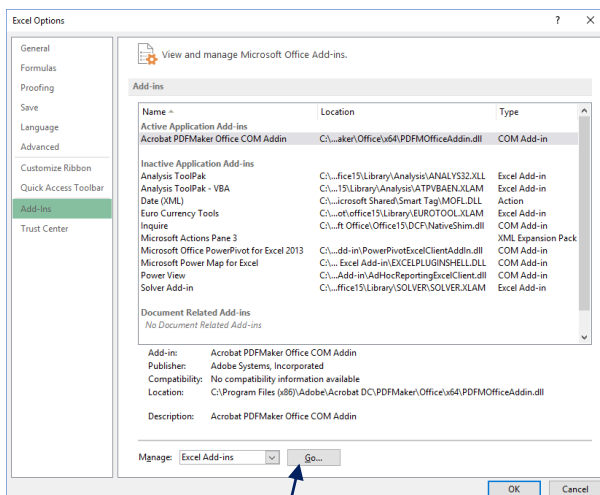 Excel Options ? ×
General
Formulas
Proofing
Save
Language
Advanced
Customize Ribbon
Quick Access Toolbar
Add-Ins
Trust Center
View and manage Microsoft Office Add-ins.
Add-ins
Name Location Type
Active Application Add-ins
Acrobat PDFMaker Office COM Addin C:\...aker\Office\x64\PDFMOfficeAddin.dll COM Add-in
Inactive Application Add-ins
Analysis ToolPak C:\...fice15\Library\Analysis\ANALYS32.XLL Excel Add-in
Analysis ToolPak - VBA C:\...15\Library\Analysis\ATPVBAEN.XLAM Excel Add-in
Date (XML) C:\...icrosoft Shared\Smart Tag\MOFL.DLL Action
Euro Currency Tools C:\...ot\office15\Library\EUROTOOL.XLAM Excel Add-in
Inquire C:\...ft Office\Office15\DCF\NativeShim.dll COM Add-in
Microsoft Actions Pane 3 XML Expansion Pack
Microsoft Office PowerPivot for Excel 2013 C:\...dd-in\PowerPivotExcelClientAddIn.dll COM Add-in
Microsoft Power Map for Excel C:\... Excel Add-in\EXCELPLUGINSHELL.DLL COM Add-in
Power View C:\...Add-in\AdHocReportingExcelClient.dll COM Add-in
Solver Add-in C:\...ffice15\Library\SOLVER\SOLVER.XLAM Excel Add-in
Document Related Add-ins
No Document Related Add-ins
Add-in: Acrobat PDFMaker Office COM Addin
Publisher: Adobe Systems, Incorporated
Compatibility: No compatibility information available
Location: C:\Program Files (x86)\Adobe\Acrobat DC\PDFMaker\Office\x64\PDFMOfficeAddin.dll
Description: Acrobat PDFMaker Office COM Addin
Manage: Excel Add-ins Go...
OK Cancel